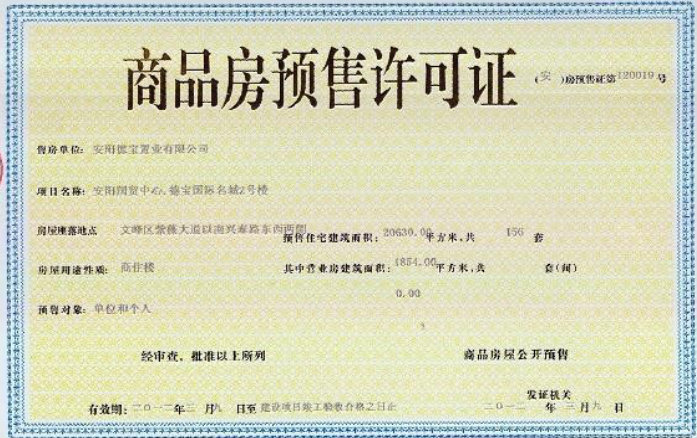 商品房预售许可证
(安)房预售证第120019号
售房单位: 安阳德宝置业有限公司
项目名称: 安阳国贸中心.德宝国际名城2号楼
房屋座落地点 文峰区紫薇大道以南兴泰路东西两侧
预售住宅建筑面积: 20630.00平方米,共 156 套
房屋用途性质: 商住楼
其中营业房建筑面积: 4854.00平方米,共 套(间)
0.00
预售对象: 单位和个人
经审查、批准以上所列
商品房屋公开预售
发证机关
有效期: 二〇一二年三月九日至建设项目竣工验收合格之日止
二〇一二年三月九日